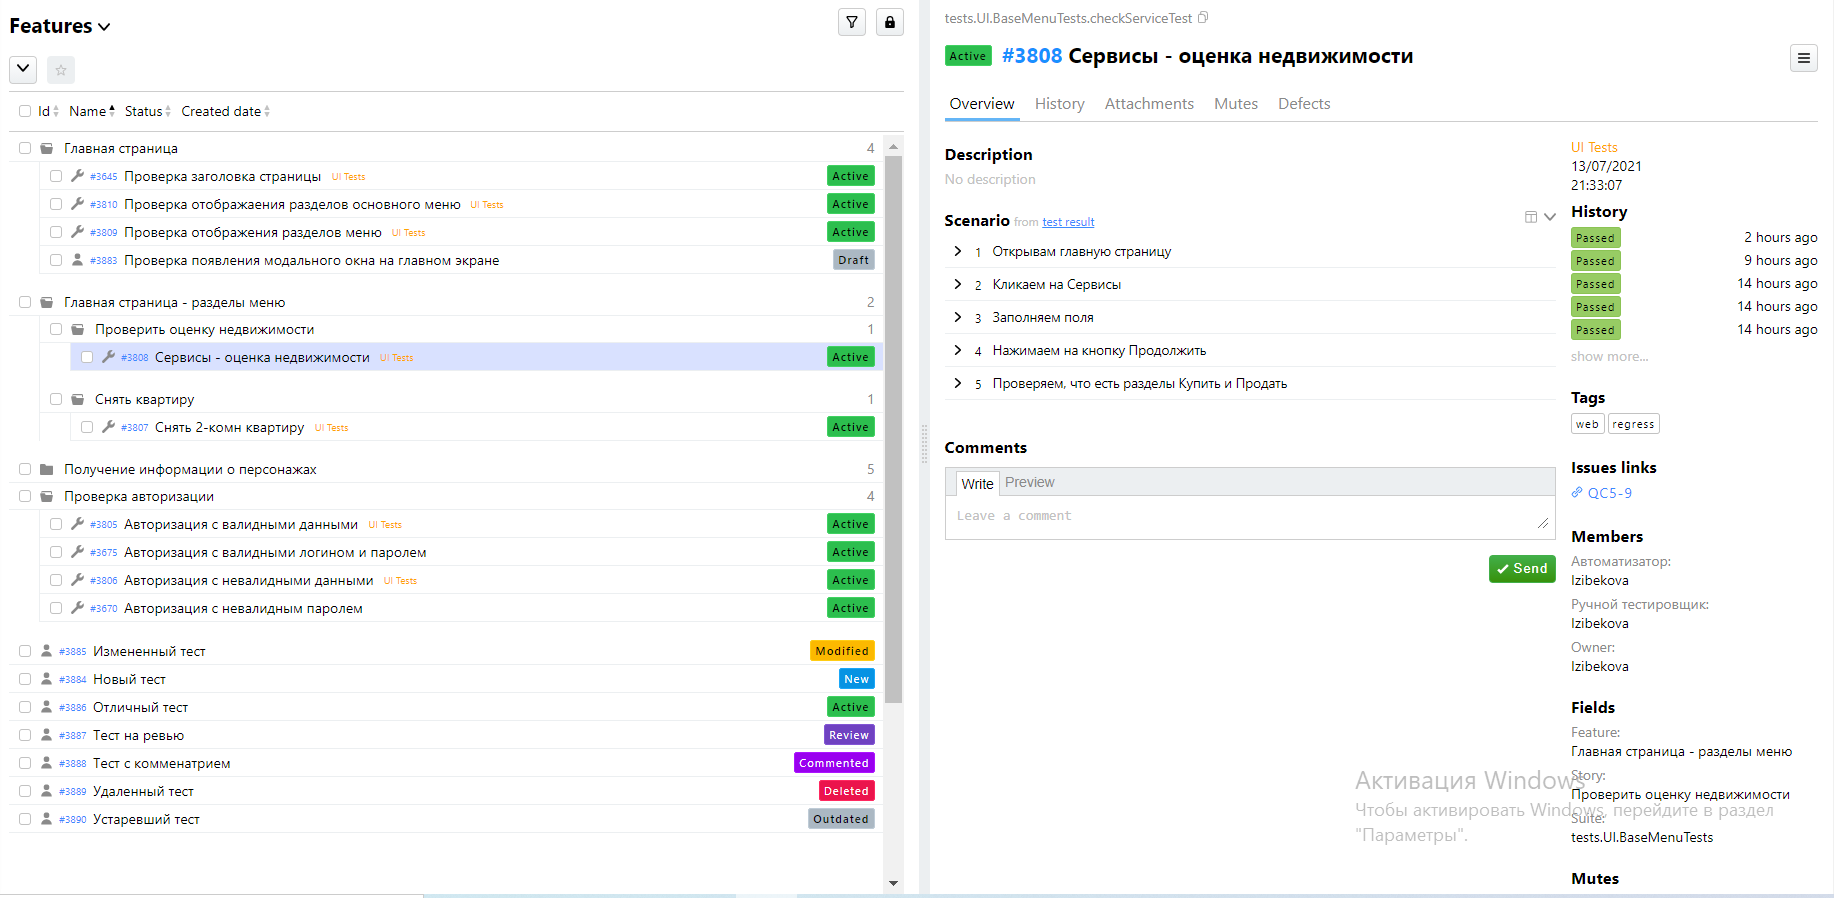 Features
Id Name Status Created date
Главная страница 4
#3645 Проверка заголовка страницы UI Tests Active
#3810 Проверка отображаения разделов основного меню UI Tests Active
#3809 Проверка отображения разделов меню UI Tests Active
#3883 Проверка появления модального окна на главном экране Draft
Главная страница - разделы меню 2
Проверить оценку недвижимости 1
#3808 Сервисы - оценка недвижимости UI Tests Active
Снять квартиру 1
#3807 Снять 2-комн квартиру UI Tests Active
Получение информации о персонажах 5
Проверка авторизации 4
#3805 Авторизация с валидными данными UI Tests Active
#3675 Авторизация с валидными логином и паролем Active
#3806 Авторизация с невалидными данными UI Tests Active
#3670 Авторизация с невалидным паролем Active
#3885 Измененный тест Modified
#3884 Новый тест New
#3886 Отличный тест Active
#3887 Тест на ревью Review
#3888 Тест с комменатрием Commented
#3889 Удаленный тест Deleted
#3890 Устаревший тест Outdated
tests.UI.BaseMenuTests.checkServiceTest
Active #3808 Сервисы - оценка недвижимости
Overview History Attachments Mutes Defects
Description
No description
Scenario from test result
1 Открывам главную страницу
2 Кликаем на Сервисы
3 Заполняем поля
4 Нажимаем на кнопку Продолжить
5 Проверяем, что есть разделы Купить и Продать
Comments
Write Preview
Leave a comment
Send
UI Tests
13/07/2021
21:33:07
History
Passed 2 hours ago
Passed 9 hours ago
Passed 14 hours ago
Passed 14 hours ago
Passed 14 hours ago
show more...
Tags
web regress
Issues links
QC5-9
Members
Автоматизатор:
Izibekova
Ручной тестировщик:
Izibekova
Owner:
Izibekova
Fields
Feature:
Главная страница - разделы меню
Story:
Проверить оценку недвижимости
Suite:
tests.UI.BaseMenuTests
Mutes
Активация Windows
Чтобы активировать Windows, перейдите в раздел
"Параметры".